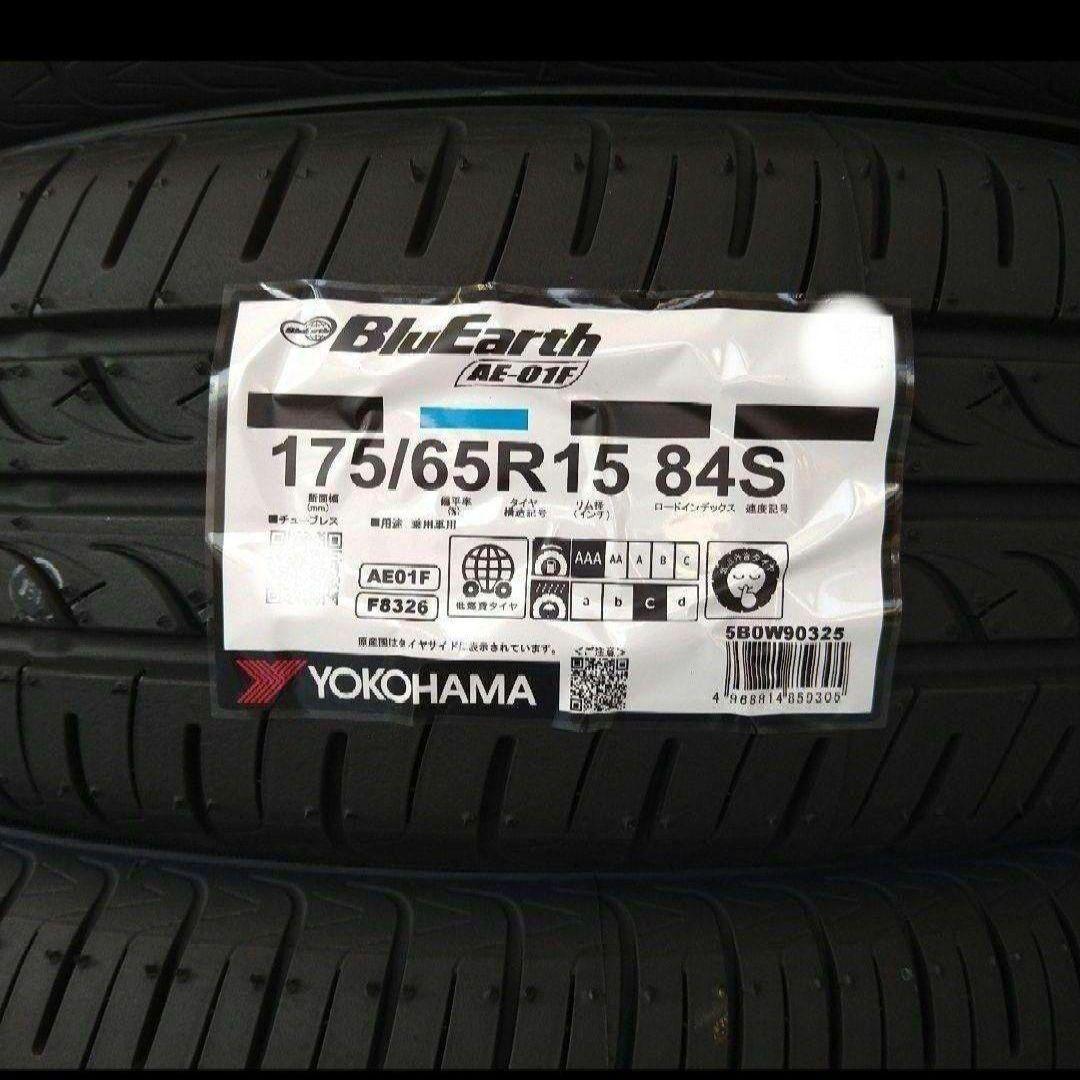 BluEarth
AE-01F
175/65R15 84S
断面幅(mm) 偏平率(%) タイヤ構造記号 リム径(インチ) ロードインデックス 速度記号
■チューブレス ■用途 乗用車用
AE01F
F8326
低燃費タイヤ
AAA AA A B C
a b c d
5B0W90325
原産国はタイヤサイドに表示されています。
<ご注意>
YOKOHAMA
4 968814 850305